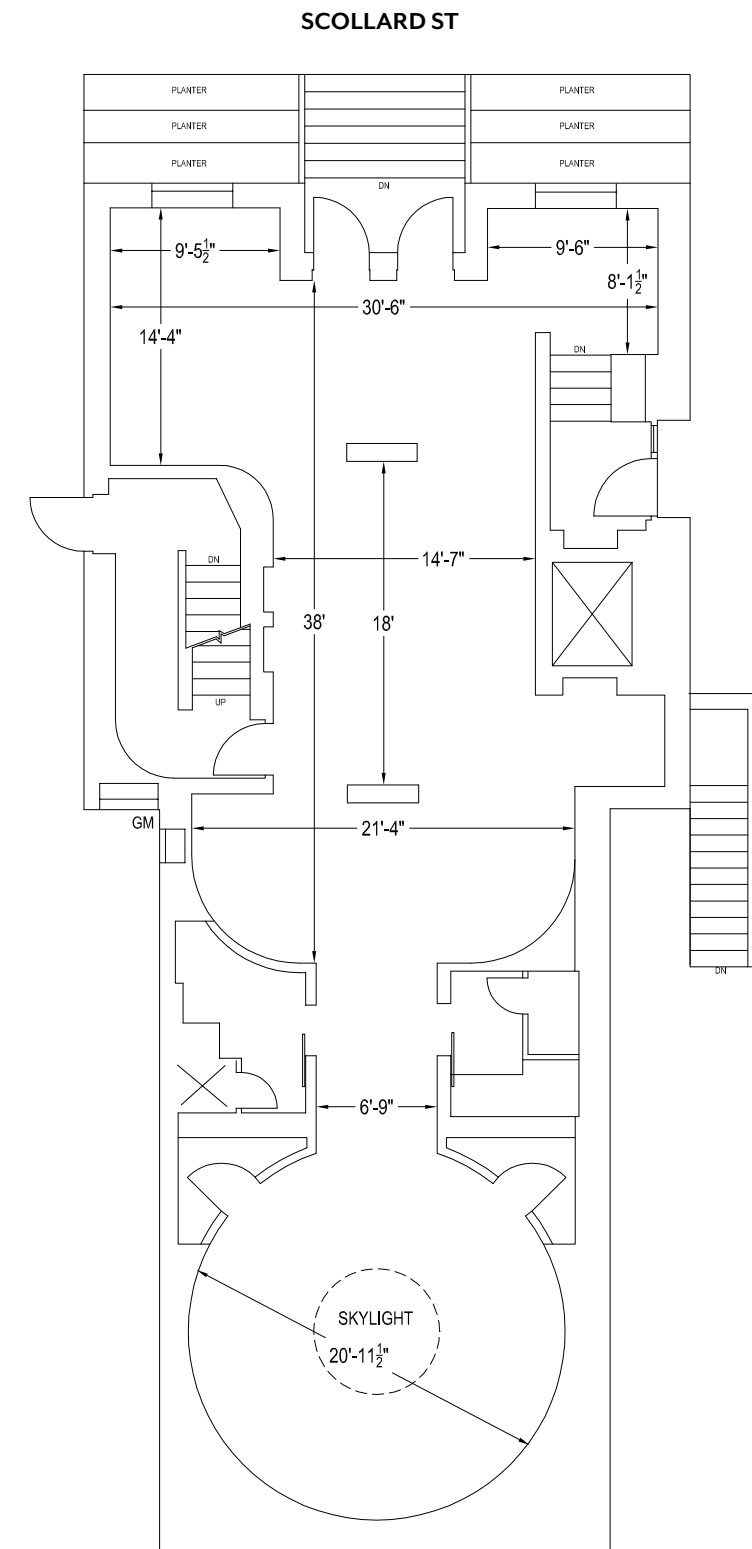 SCOLLARD ST
PLANTER
PLANTER
PLANTER
PLANTER
PLANTER
PLANTER
DN
9'-5½"
9'-6"
8'-1½"
30'-6"
14'-4"
DN
14'-7"
DN
38'
18'
UP
GM
21'-4"
DN
6'-9"
SKYLIGHT
20'-11½"